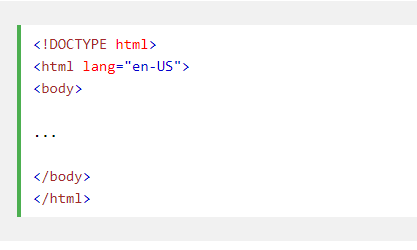 <!DOCTYPE html>
<html lang="en-US">
<body>
...
</body>
</html>